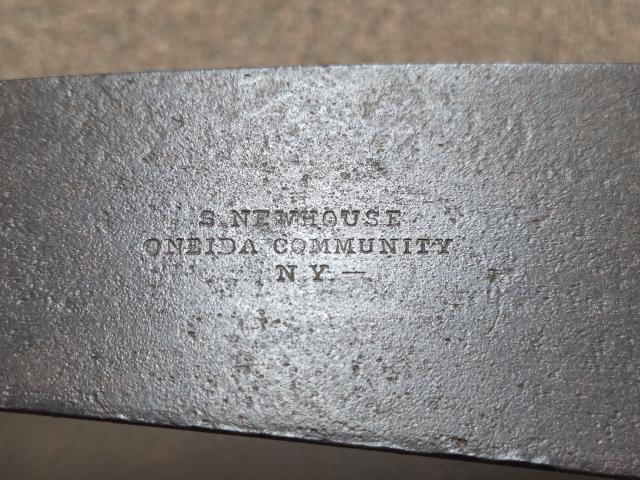 S. NEWHOUSE
ONEIDA COMMUNITY
N.Y.—